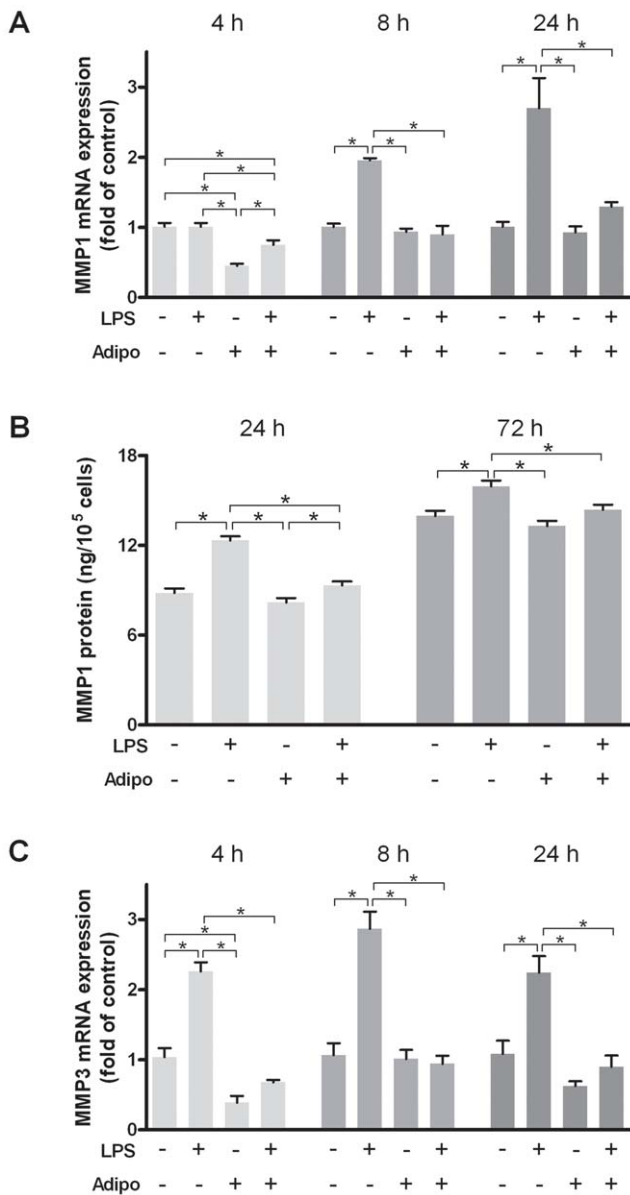 A
4 h 8 h 24 h
MMP1 mRNA expression
(fold of control)
3
2
1
0
* * * * *
* * *
* * *
LPS - + - + - + - + - + - +
Adipo - - + + - - + + - - + +
B
24 h 72 h
MMP1 protein (ng/10⁵ cells)
18
12
6
0
* * * *
* * *
LPS - + - + - + - +
Adipo - - + + - - + +
C
4 h 8 h 24 h
MMP3 mRNA expression
(fold of control)
3
2
1
0
* * * *
* * *
* * *
LPS - + - + - + - + - + - +
Adipo - - + + - - + + - - + +